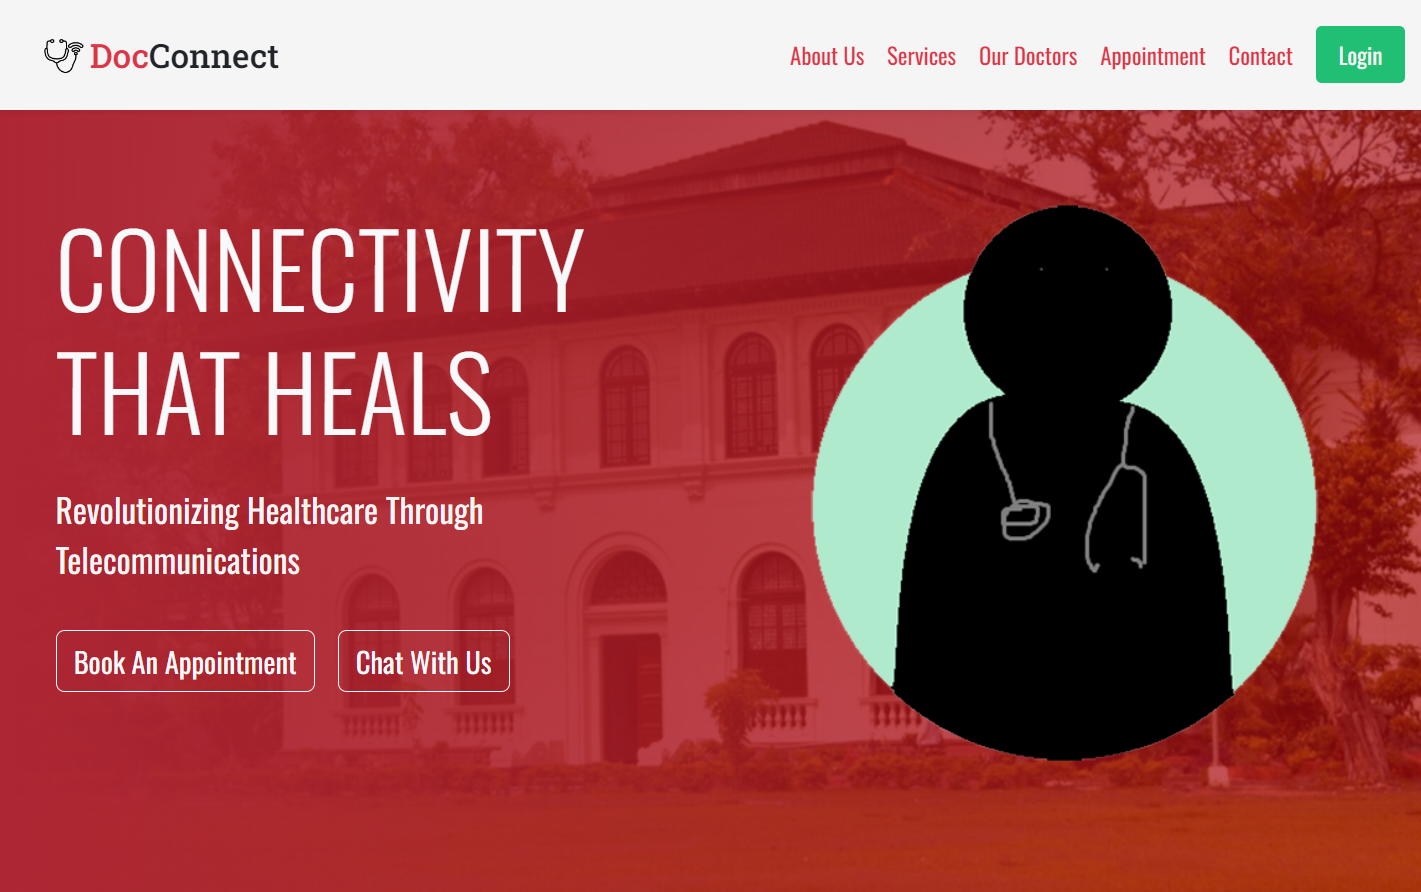 DocConnect
About Us Services Our Doctors Appointment Contact Login
CONNECTIVITY
THAT HEALS
Revolutionizing Healthcare Through
Telecommunications
Book An Appointment Chat With Us